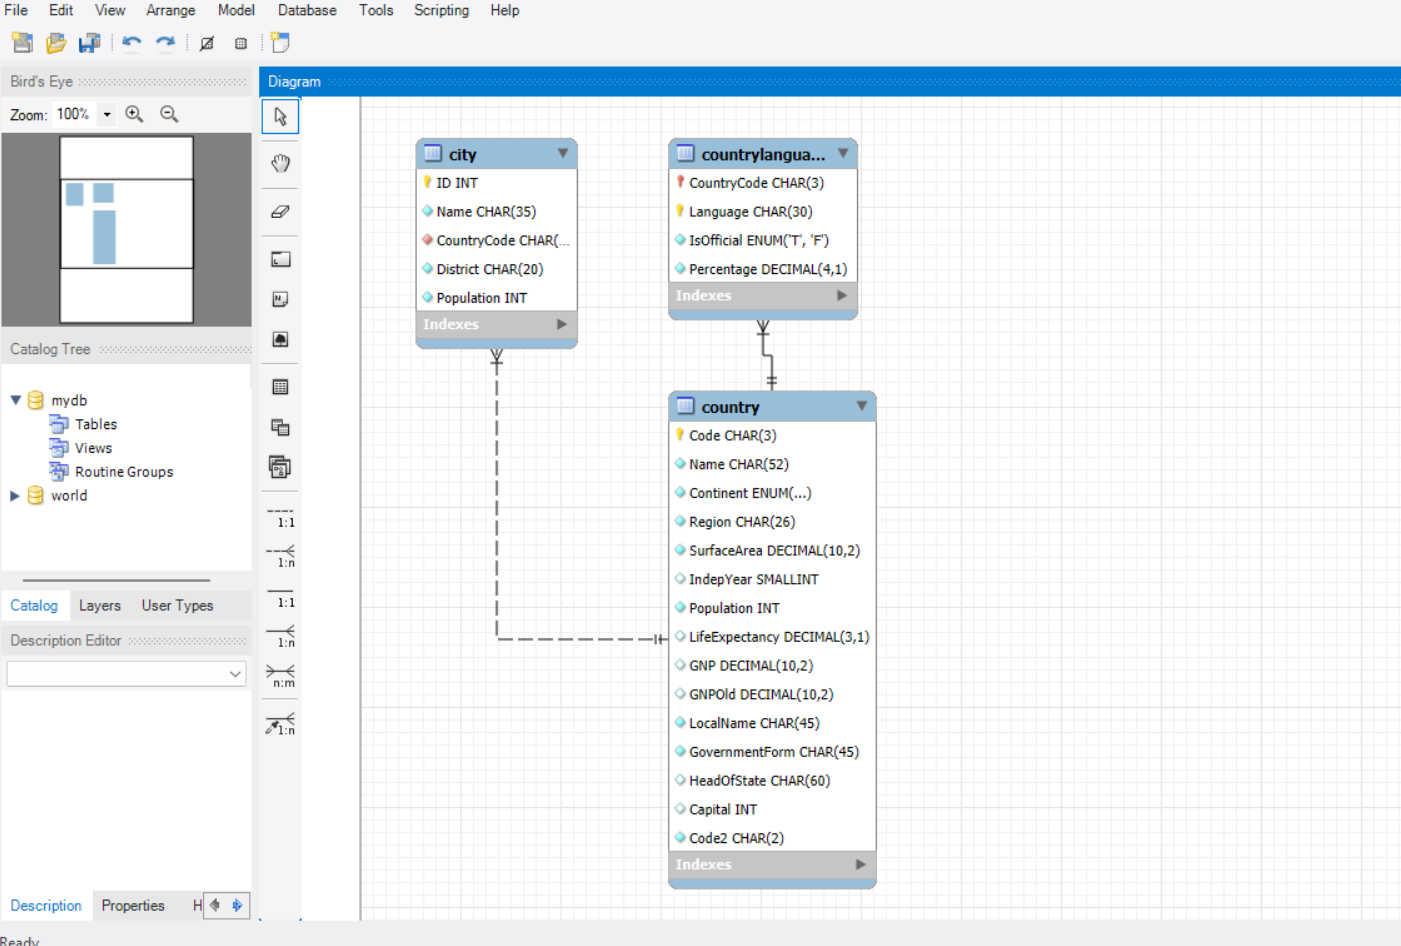 File Edit View Arrange Model Database Tools Scripting Help
Bird's Eye
Zoom: 100%
Catalog Tree
mydb
Tables
Views
Routine Groups
world
Catalog Layers User Types
Description Editor
Description Properties H
Ready
Diagram
1:1
1:n
1:1
1:n
n:m
1:n
city
ID INT
Name CHAR(35)
CountryCode CHAR(...
District CHAR(20)
Population INT
Indexes
countrylangua...
CountryCode CHAR(3)
Language CHAR(30)
IsOfficial ENUM('T', 'F')
Percentage DECIMAL(4,1)
Indexes
country
Code CHAR(3)
Name CHAR(52)
Continent ENUM(...)
Region CHAR(26)
SurfaceArea DECIMAL(10,2)
IndepYear SMALLINT
Population INT
LifeExpectancy DECIMAL(3,1)
GNP DECIMAL(10,2)
GNPOld DECIMAL(10,2)
LocalName CHAR(45)
GovernmentForm CHAR(45)
HeadOfState CHAR(60)
Capital INT
Code2 CHAR(2)
Indexes